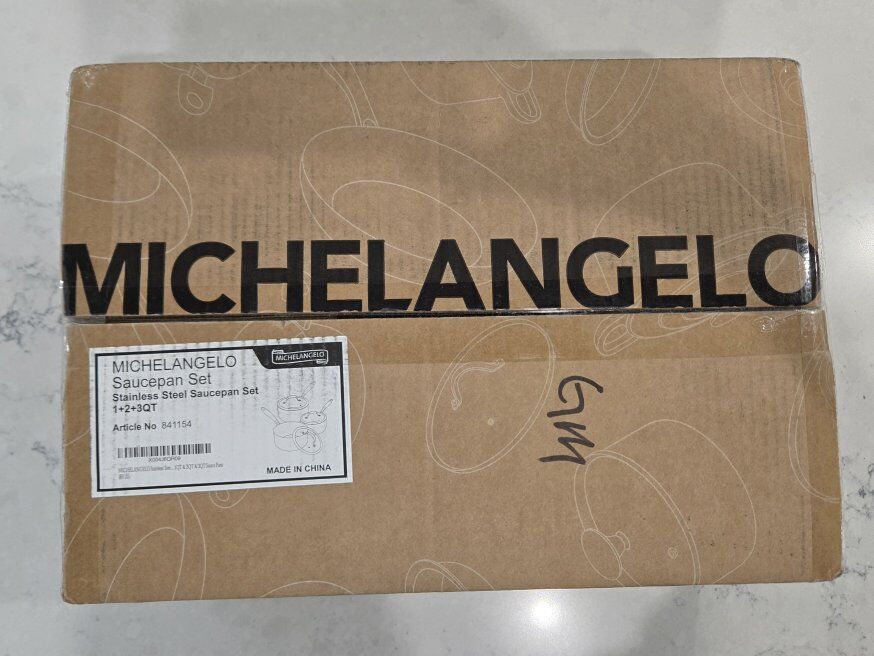 MICHELANGELO
MICHELANGELO
MICHELANGELO
Saucepan Set
Stainless Steel Saucepan Set
1+2+3QT
Article No 841154
MADE IN CHINA
GM